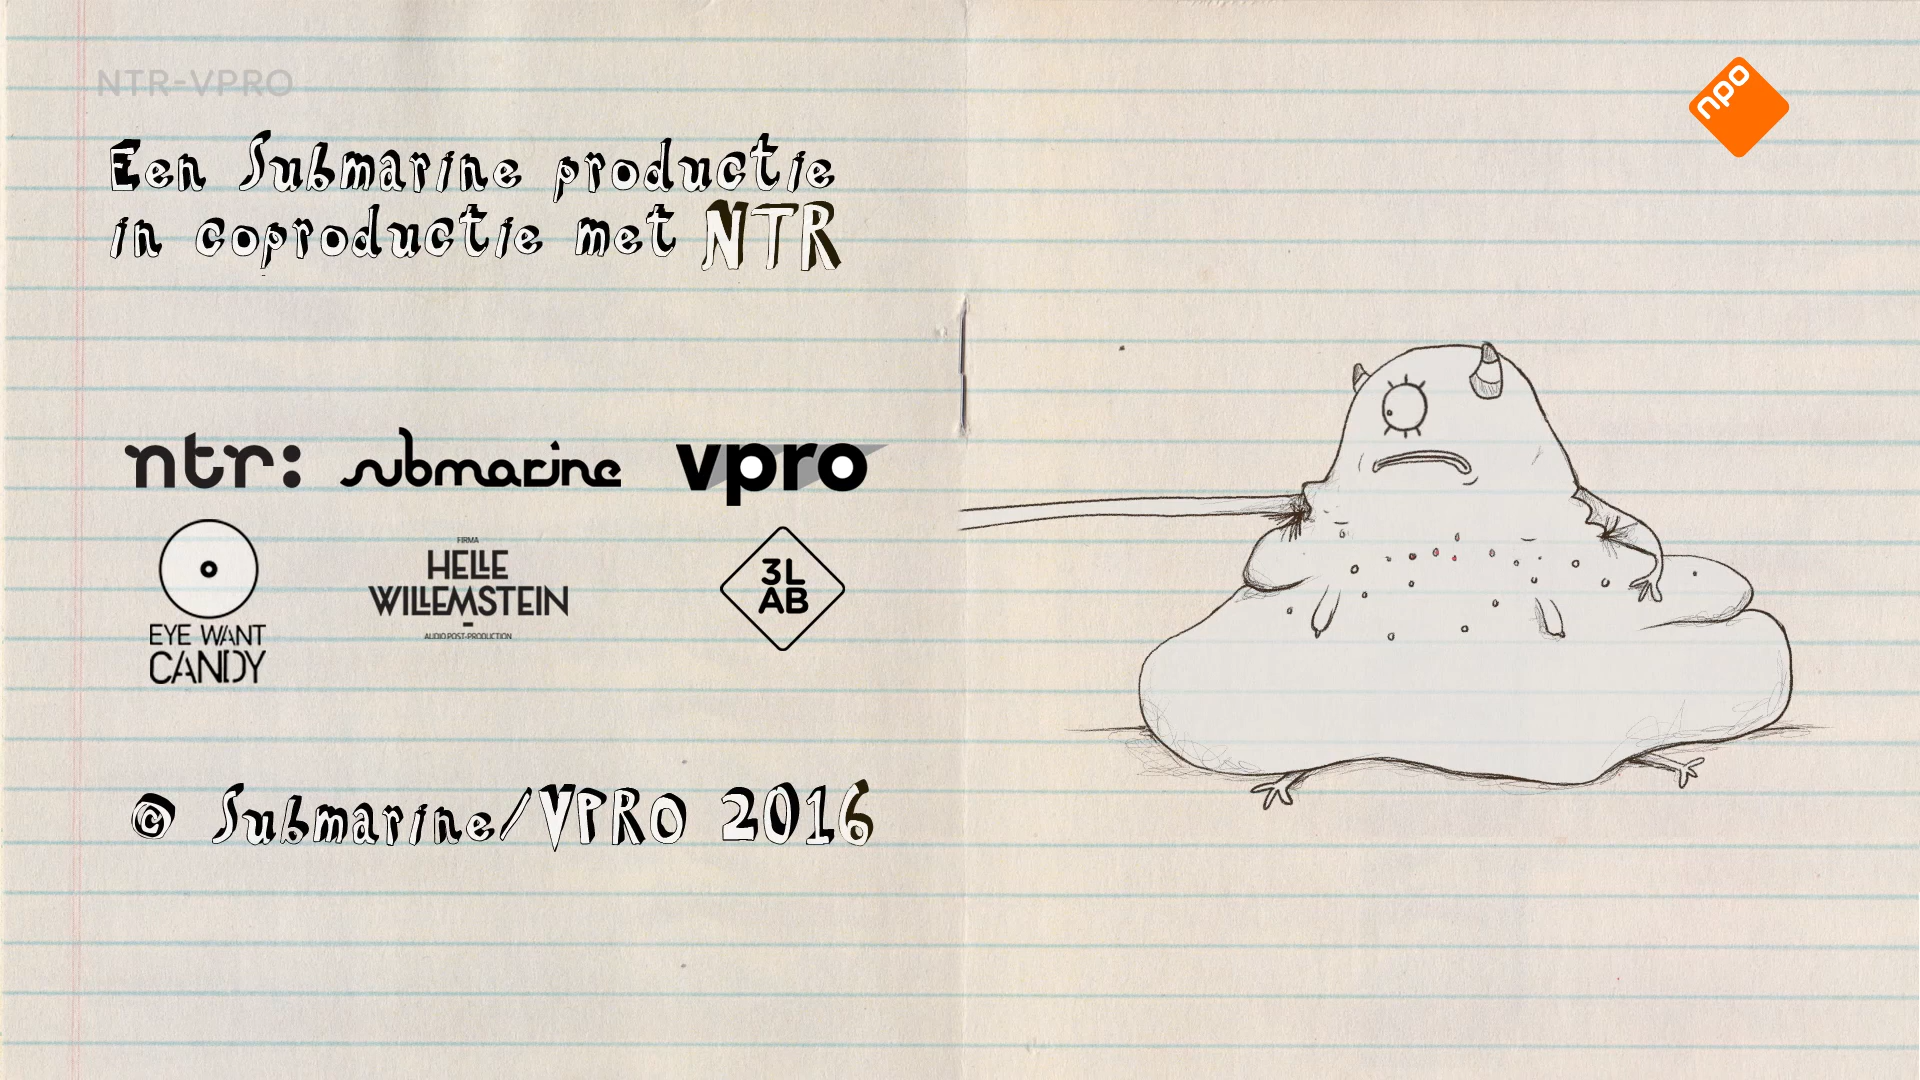 NTR-VPRO
npo
Een Submarine productie
in coproductie met NTR
ntr: submarine vpro
EYE WANT
CANDY
FIRMA
HELLE
WILLEMSTEIN
AUDIO POST-PRODUCTION
3L
AB
© Submarine/VPRO 2016